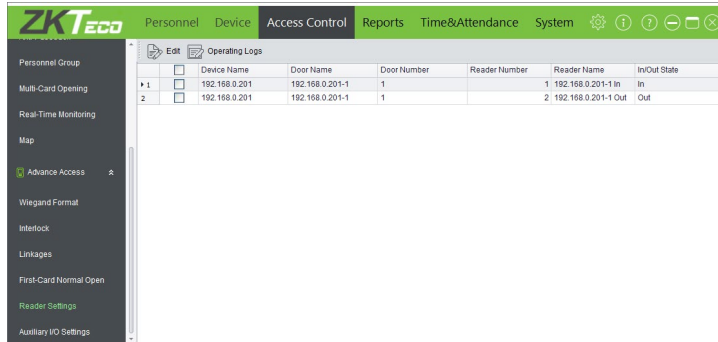 ZKTeco Personnel Device Access Control Reports Time&Attendance System
Edit Operating Logs
Personnel Group
Multi-Card Opening
Real-Time Monitoring
Map
Advance Access
Wiegand Format
Interlock
Linkages
First-Card Normal Open
Reader Settings
Auxiliary I/O Settings
Device Name Door Name Door Number Reader Number Reader Name In/Out State
1 192.168.0.201 192.168.0.201-1 1 1 192.168.0.201-1 In In
2 192.168.0.201 192.168.0.201-1 1 2 192.168.0.201-1 Out Out